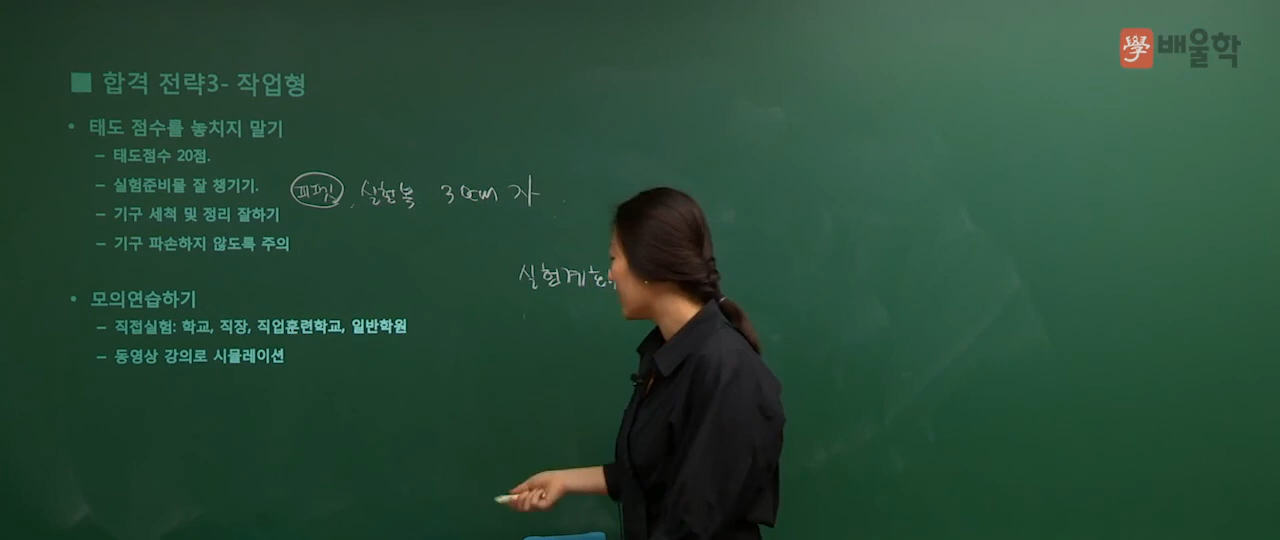 學 배울학
■ 합격 전략3- 작업형
• 태도 점수를 놓치지 말기
– 태도점수 20점.
– 실험준비물 잘 챙기기.
실험복 30cm 자
– 기구 세척 및 정리 잘하기
– 기구 파손하지 않도록 주의
실험계획
• 모의연습하기
– 직접실험: 학교, 직장, 직입훈련학교, 일반학원
– 동영상 강의로 시뮬레이션